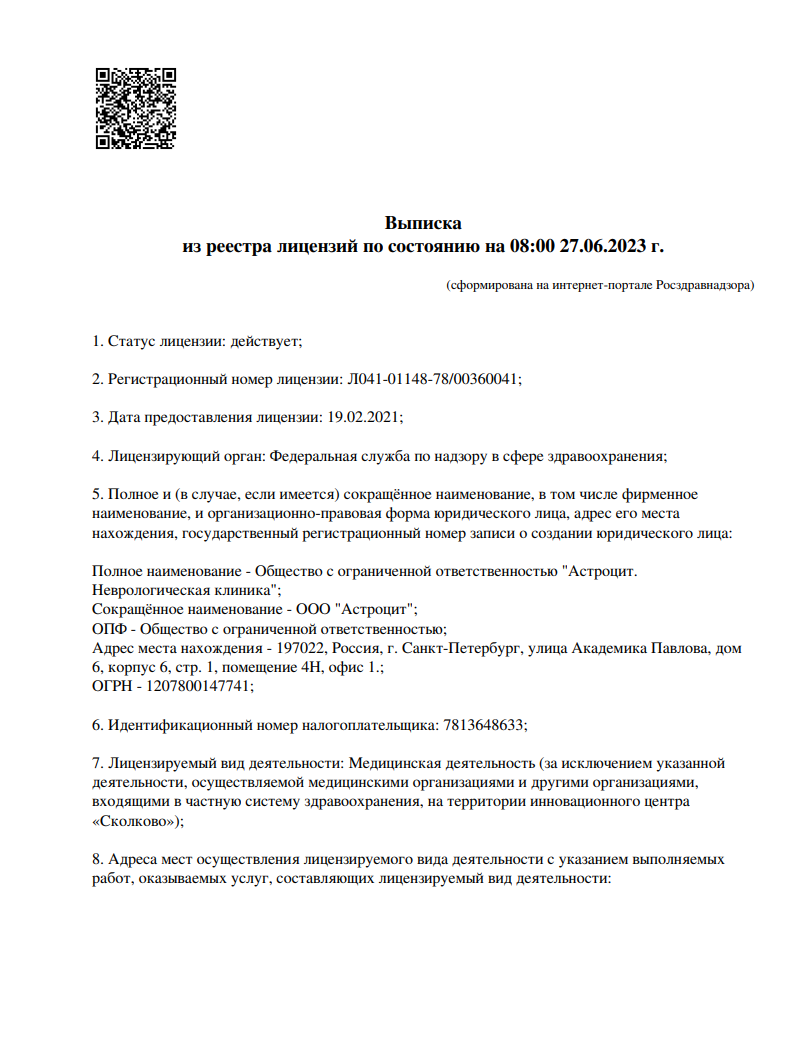 Выписка
из реестра лицензий по состоянию на 08:00 27.06.2023 г.
(сформирована на интернет-портале Росздравнадзора)
1. Статус лицензии: действует;
2. Регистрационный номер лицензии: Л041-01148-78/00360041;
3. Дата предоставления лицензии: 19.02.2021;
4. Лицензирующий орган: Федеральная служба по надзору в сфере здравоохранения;
5. Полное и (в случае, если имеется) сокращённое наименование, в том числе фирменное
наименование, и организационно-правовая форма юридического лица, адрес его места
нахождения, государственный регистрационный номер записи о создании юридического лица:
Полное наименование - Общество с ограниченной ответственностью "Астроцит.
Неврологическая клиника";
Сокращённое наименование - ООО "Астроцит";
ОПФ - Общество с ограниченной ответственностью;
Адрес места нахождения - 197022, Россия, г. Санкт-Петербург, улица Академика Павлова, дом
6, корпус 6, стр. 1, помещение 4Н, офис 1.;
ОГРН - 1207800147741;
6. Идентификационный номер налогоплательщика: 7813648633;
7. Лицензируемый вид деятельности: Медицинская деятельность (за исключением указанной
деятельности, осуществляемой медицинскими организациями и другими организациями,
входящими в частную систему здравоохранения, на территории инновационного центра
«Сколково»);
8. Адреса мест осуществления лицензируемого вида деятельности с указанием выполняемых
работ, оказываемых услуг, составляющих лицензируемый вид деятельности: